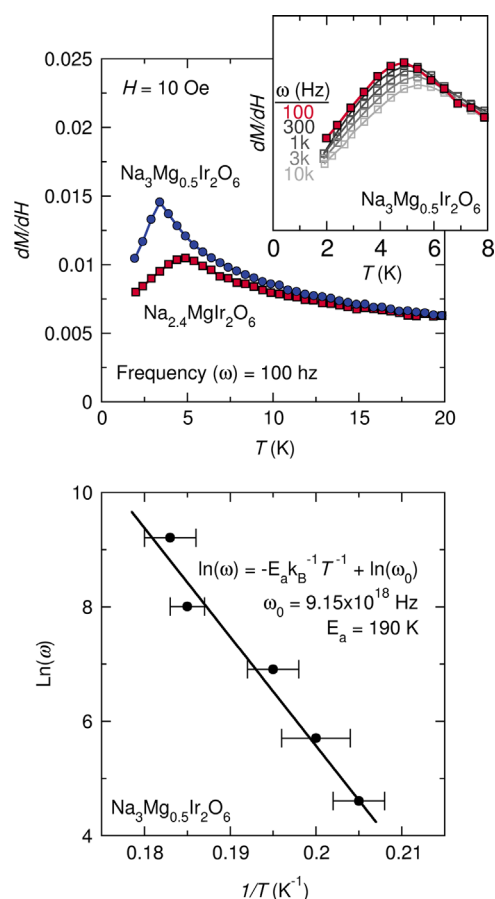 0.025
0.02
0.015
0.01
0.005
0
dM/dH
H = 10 Oe
Na3Mg0.5Ir2O6
Na2.4MgIr2O6
Frequency (ω) = 100 hz
0 5 10 15 20
T (K)
dM/dH
ω (Hz)
100
300
1k
3k
10k
Na3Mg0.5Ir2O6
0 2 4 6 8
T (K)
10
8
6
4
Ln(ω)
ln(ω) = -EakB⁻¹T⁻¹ + ln(ω0)
ω0 = 9.15x10¹⁸ Hz
Ea = 190 K
Na3Mg0.5Ir2O6
0.18 0.19 0.2 0.21
1/T (K⁻¹)